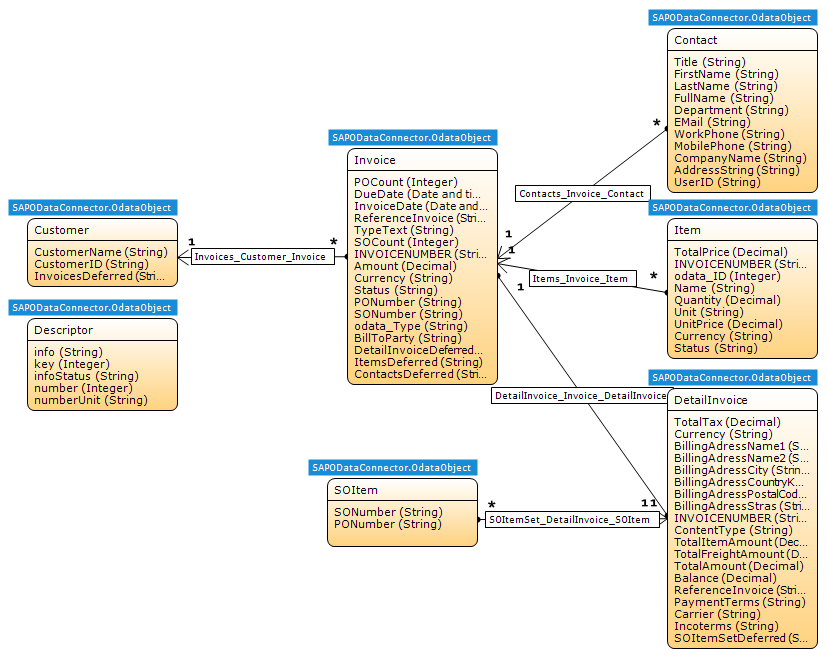 SAPODataConnector.OdataObject
Contact
Title (String)
FirstName (String)
LastName (String)
FullName (String)
Department (String)
EMail (String)
WorkPhone (String)
MobilePhone (String)
CompanyName (String)
AddressString (String)
UserID (String)
*
Contacts_Invoice_Contact
1
SAPODataConnector.OdataObject
Invoice
POCount (Integer)
DueDate (Date and ti...
InvoiceDate (Date and...
ReferenceInvoice (Stri...
TypeText (String)
SOCount (Integer)
INVOICENUMBER (Stri...
Amount (Decimal)
Currency (String)
Status (String)
PONumber (String)
SONumber (String)
odata_Type (String)
BillToParty (String)
DetailInvoiceDeferred...
ItemsDeferred (String)
ContactsDeferred (Stri...
SAPODataConnector.OdataObject
Customer
CustomerName (String)
CustomerID (String)
InvoicesDeferred (Stri...
1
Invoices_Customer_Invoice
*
SAPODataConnector.OdataObject
Descriptor
info (String)
key (Integer)
infoStatus (String)
number (Integer)
numberUnit (String)
SAPODataConnector.OdataObject
Item
TotalPrice (Decimal)
INVOICENUMBER (Stri...
odata_ID (Integer)
Name (String)
Quantity (Decimal)
Unit (String)
UnitPrice (Decimal)
Currency (String)
Status (String)
1
Items_Invoice_Item
*
1
DetailInvoice_Invoice_DetailInvoice
1
SAPODataConnector.OdataObject
DetailInvoice
TotalTax (Decimal)
Currency (String)
BillingAdressName1 (S...
BillingAdressName2 (S...
BillingAdressCity (Strin...
BillingAdressCountryK...
BillingAdressPostalCod...
BillingAdressStras (Stri...
INVOICENUMBER (Stri...
ContentType (String)
TotalItemAmount (Dec...
TotalFreightAmount (D...
TotalAmount (Decimal)
Balance (Decimal)
ReferenceInvoice (Stri...
PaymentTerms (String)
Carrier (String)
Incoterms (String)
SOItemSetDeferred (S...
SAPODataConnector.OdataObject
SOItem
SONumber (String)
PONumber (String)
*
SOItemSet_DetailInvoice_SOItem
1